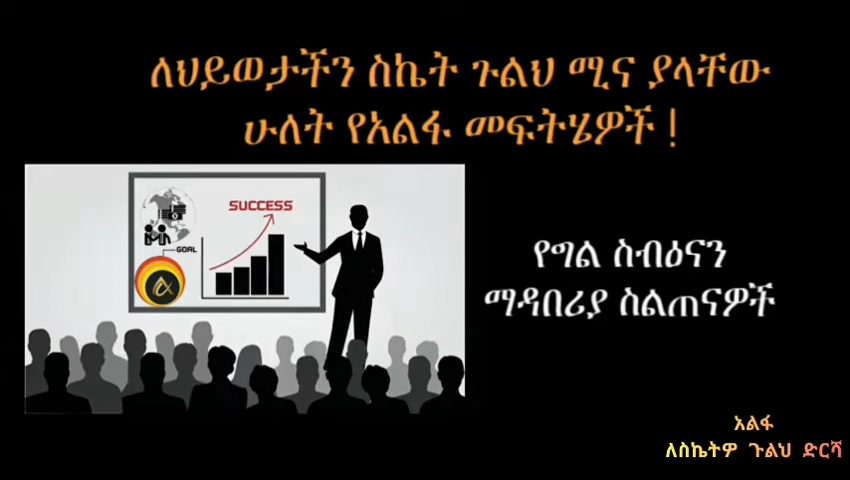 ለህይወታችን ስኬት ጉልህ ሚና ያላቸው
ሁለት የአልፋ መፍትሄዎች !
SUCCESS
GOAL
የግል ስብዕናን
ማዳበሪያ ስልጠናዎች
አልፋ
ለስኬትዎ ጉልህ ድርሻ